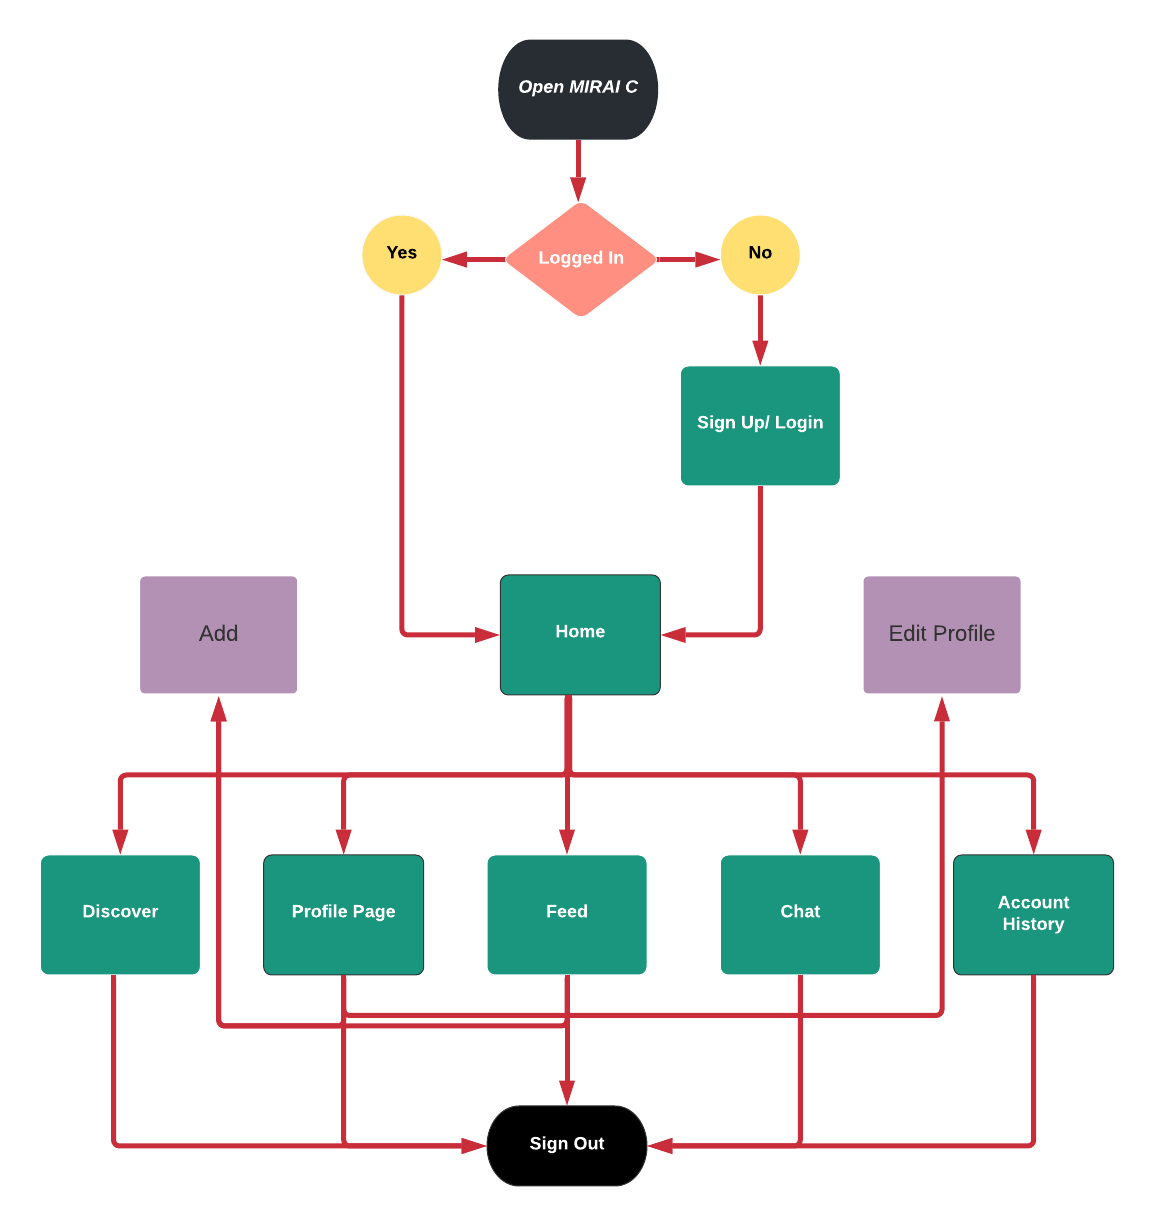 Open MIRAI C
Yes
Logged In
No
Sign Up/ Login
Add
Home
Edit Profile
Discover
Profile Page
Feed
Chat
Account
History
Sign Out